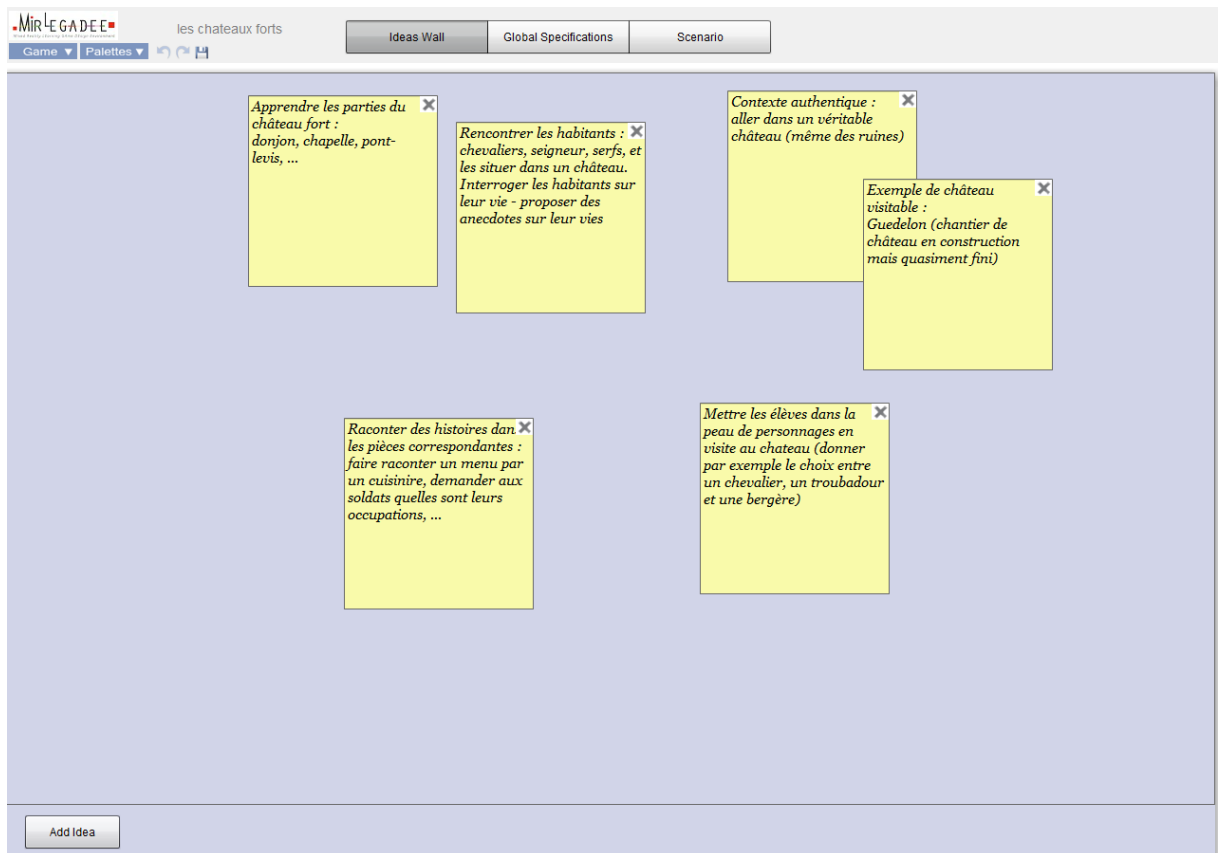 MIRLEGADEE
les chateaux forts
Ideas Wall
Global Specifications
Scenario
Game
Palettes
Apprendre les parties du
château fort :
donjon, chapelle, pont-
levis, ...
Rencontrer les habitants :
chevaliers, seigneur, serfs, et
les situer dans un château.
Interroger les habitants sur
leur vie - proposer des
anecdotes sur leur vies
Contexte authentique :
aller dans un véritable
château (même des ruines)
Exemple de château
visitable :
Guedelon (chantier de
château en construction
mais quasiment fini)
Raconter des histoires dan
les pièces correspondantes :
faire raconter un menu par
un cuisinire, demander aux
soldats quelles sont leurs
occupations, ...
Mettre les élèves dans la
peau de personnages en
visite au chateau (donner
par exemple le choix entre
un chevalier, un troubadour
et une bergère)
Add Idea